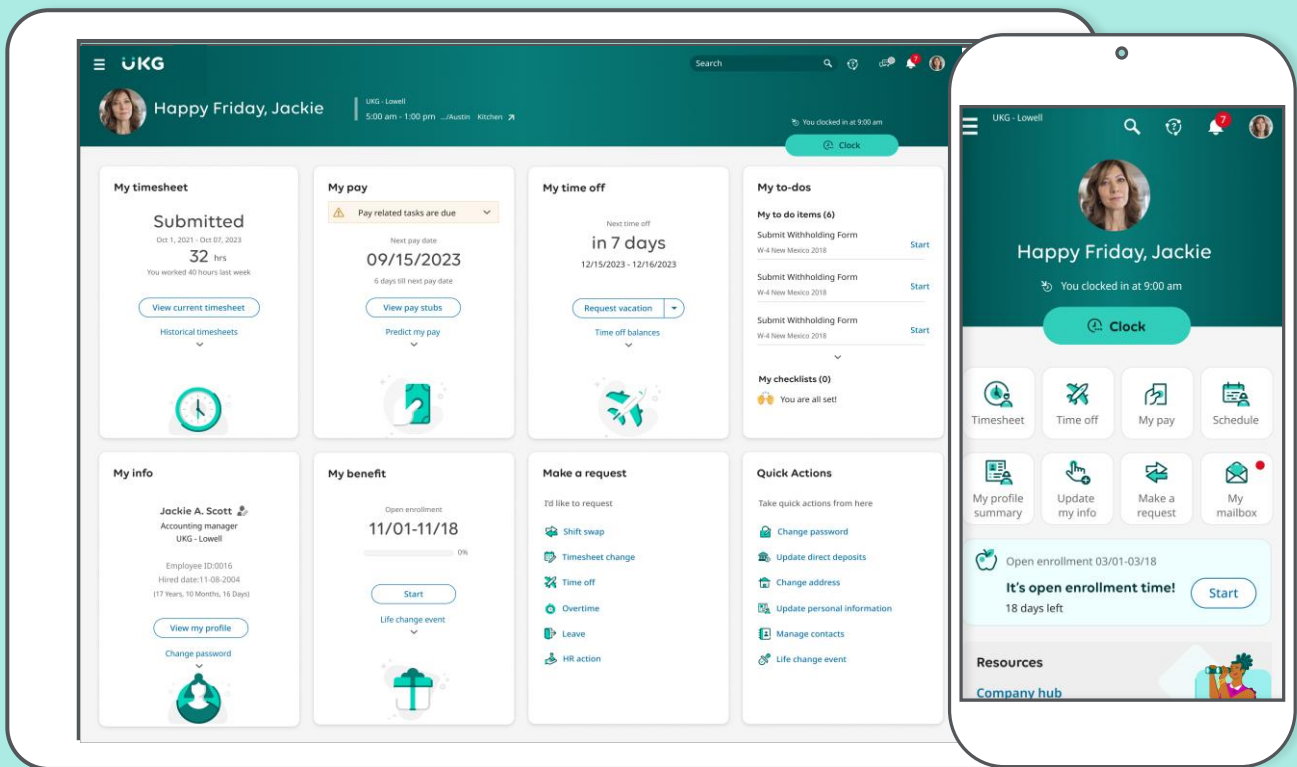 UKG
Search
7
Happy Friday, Jackie
UKG - Lowell
5:00 am - 1:00 pm .../Austin Kitchen
You clocked in at 9:00 am
Clock
My timesheet
Submitted
Oct 1, 2021 - Oct 07, 2023
32 hrs
You worked 40 hours last week
View current timesheet
Historical timesheets
My pay
Pay related tasks are due
Next pay date
09/15/2023
6 days till next pay date
View pay stubs
Predict my pay
My time off
Next time off
in 7 days
12/15/2023 - 12/16/2023
Request vacation
Time off balances
My to-dos
My to do items (6)
Submit Withholding Form
W-4 New Mexico 2018
Start
Submit Withholding Form
W-4 New Mexico 2018
Start
Submit Withholding Form
W-4 New Mexico 2018
Start
My checklists (0)
You are all set!
My info
Jackie A. Scott
Accounting manager
UKG - Lowell
Employee ID:0016
Hired date:11-08-2004
(17 Years, 10 Months, 16 Days)
View my profile
Change password
My benefit
Open enrollment
11/01-11/18
0%
Start
Life change event
Make a request
I'd like to request
Shift swap
Timesheet change
Time off
Overtime
Leave
HR action
Quick Actions
Take quick actions from here
Change password
Update direct deposits
Change address
Update personal information
Manage contacts
Life change event
UKG - Lowell
7
Happy Friday, Jackie
You clocked in at 9:00 am
Clock
Timesheet
Time off
My pay
Schedule
My profile
summary
Update
my info
Make a
request
My
mailbox
Open enrollment 03/01-03/18
It's open enrollment time!
18 days left
Start
Resources
Company hub